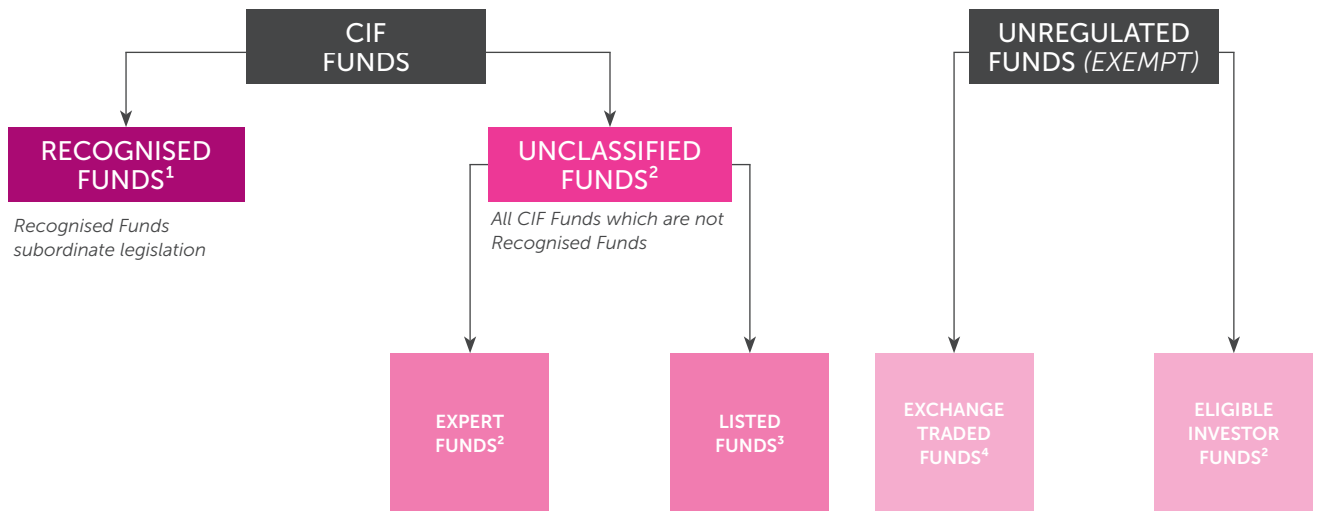 CIF
FUNDS
UNREGULATED
FUNDS (EXEMPT)
RECOGNISED
FUNDS¹
UNCLASSIFIED
FUNDS²
Recognised Funds
subordinate legislation
All CIF Funds which are not
Recognised Funds
EXPERT
FUNDS²
LISTED
FUNDS³
EXCHANGE
TRADED
FUNDS⁴
ELIGIBLE
INVESTOR
FUNDS²